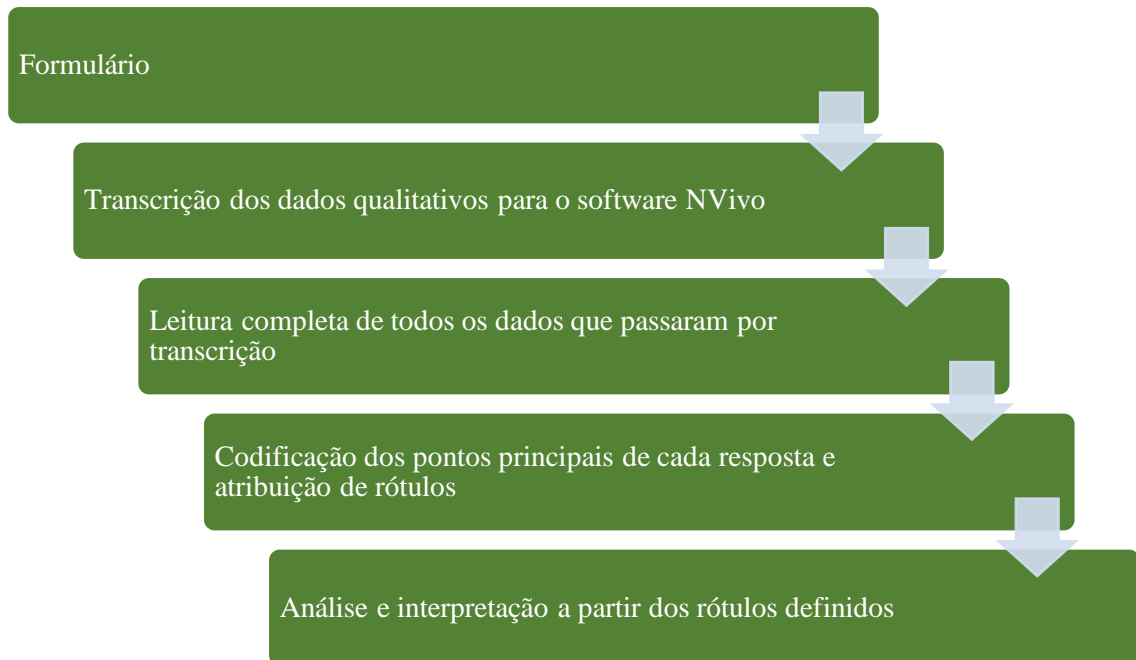 Formulário
Transcrição dos dados qualitativos para o software NVivo
Leitura completa de todos os dados que passaram por
transcrição
Codificação dos pontos principais de cada resposta e
atribuição de rótulos
Análise e interpretação a partir dos rótulos definidos